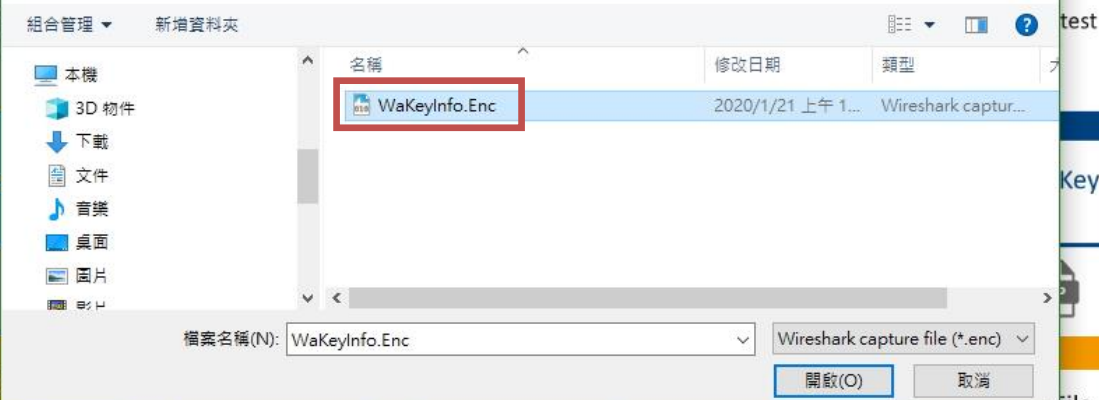 組合管理 新增資料夾
test
名稱 修改日期 類型
本機
WaKeyInfo.Enc 2020/1/21 上午 1... Wireshark captur...
3D 物件
下載
文件
Key
音樂
桌面
圖片
影片
檔案名稱(N): WaKeyInfo.Enc Wireshark capture file (*.enc)
開啟(O) 取消